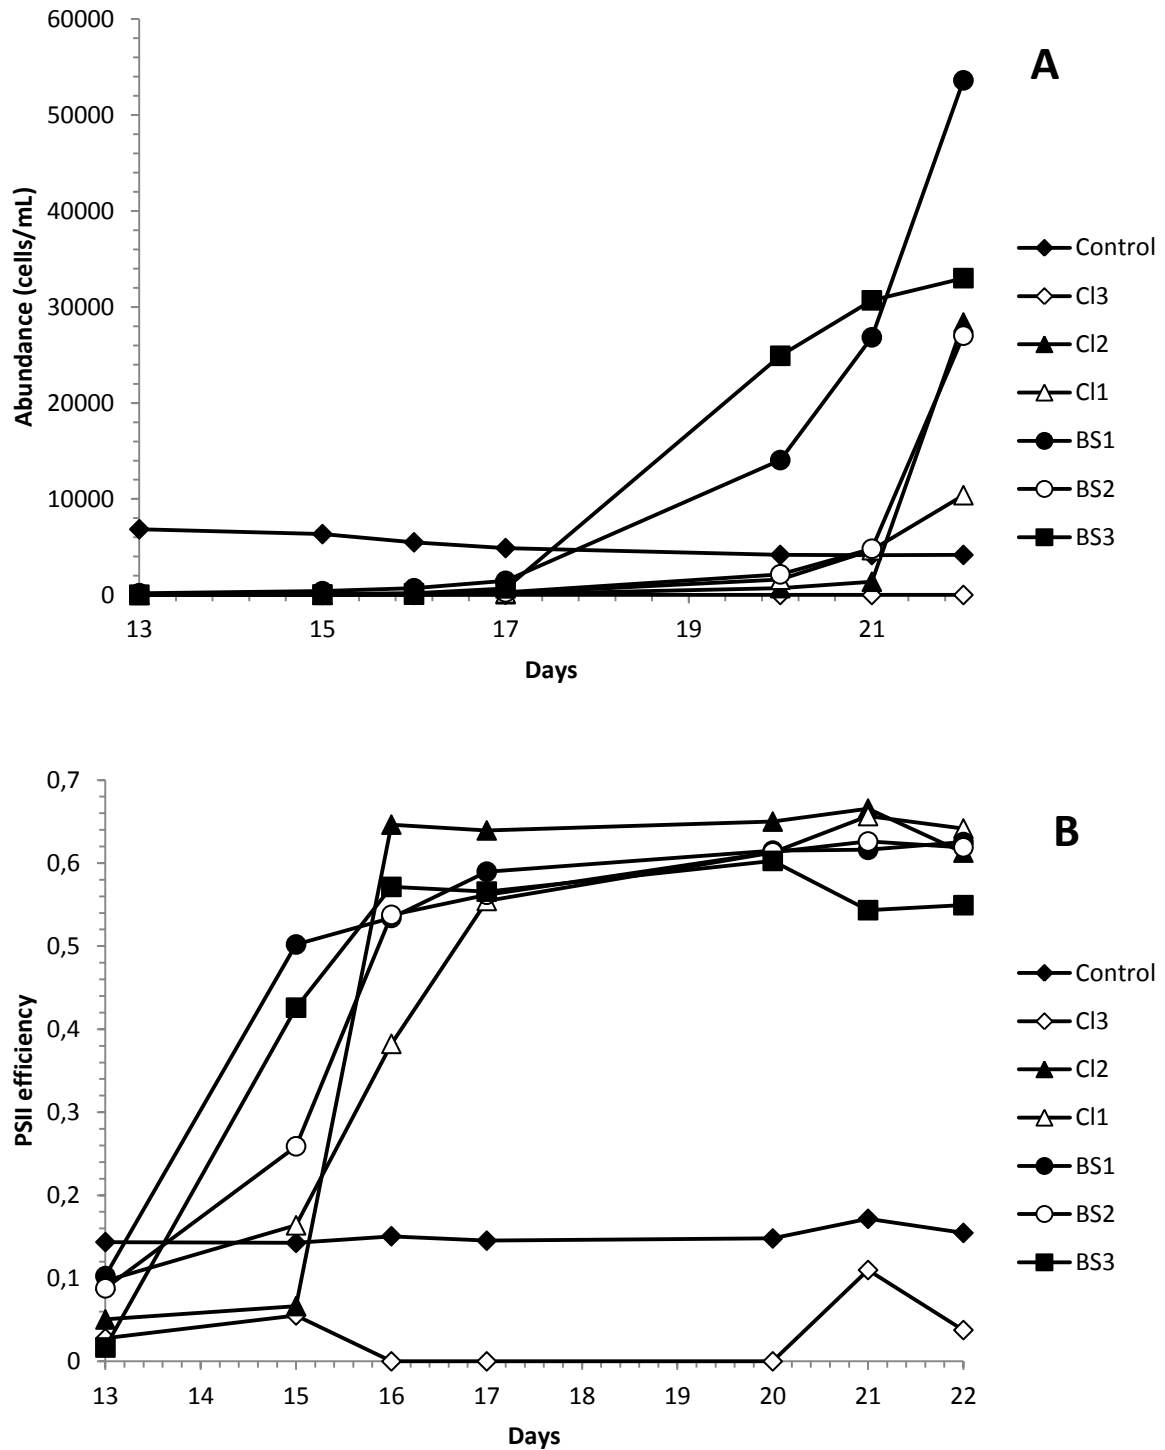 60000
50000
40000
30000
20000
10000
0
Abundance (cells/mL)
13 15 17 19 21
Days
A
Control
Cl3
Cl2
Cl1
BS1
BS2
BS3
0,7
0,6
0,5
0,4
0,3
0,2
0,1
0
PSII efficiency
13 14 15 16 17 18 19 20 21 22
Days
B
Control
Cl3
Cl2
Cl1
BS1
BS2
BS3